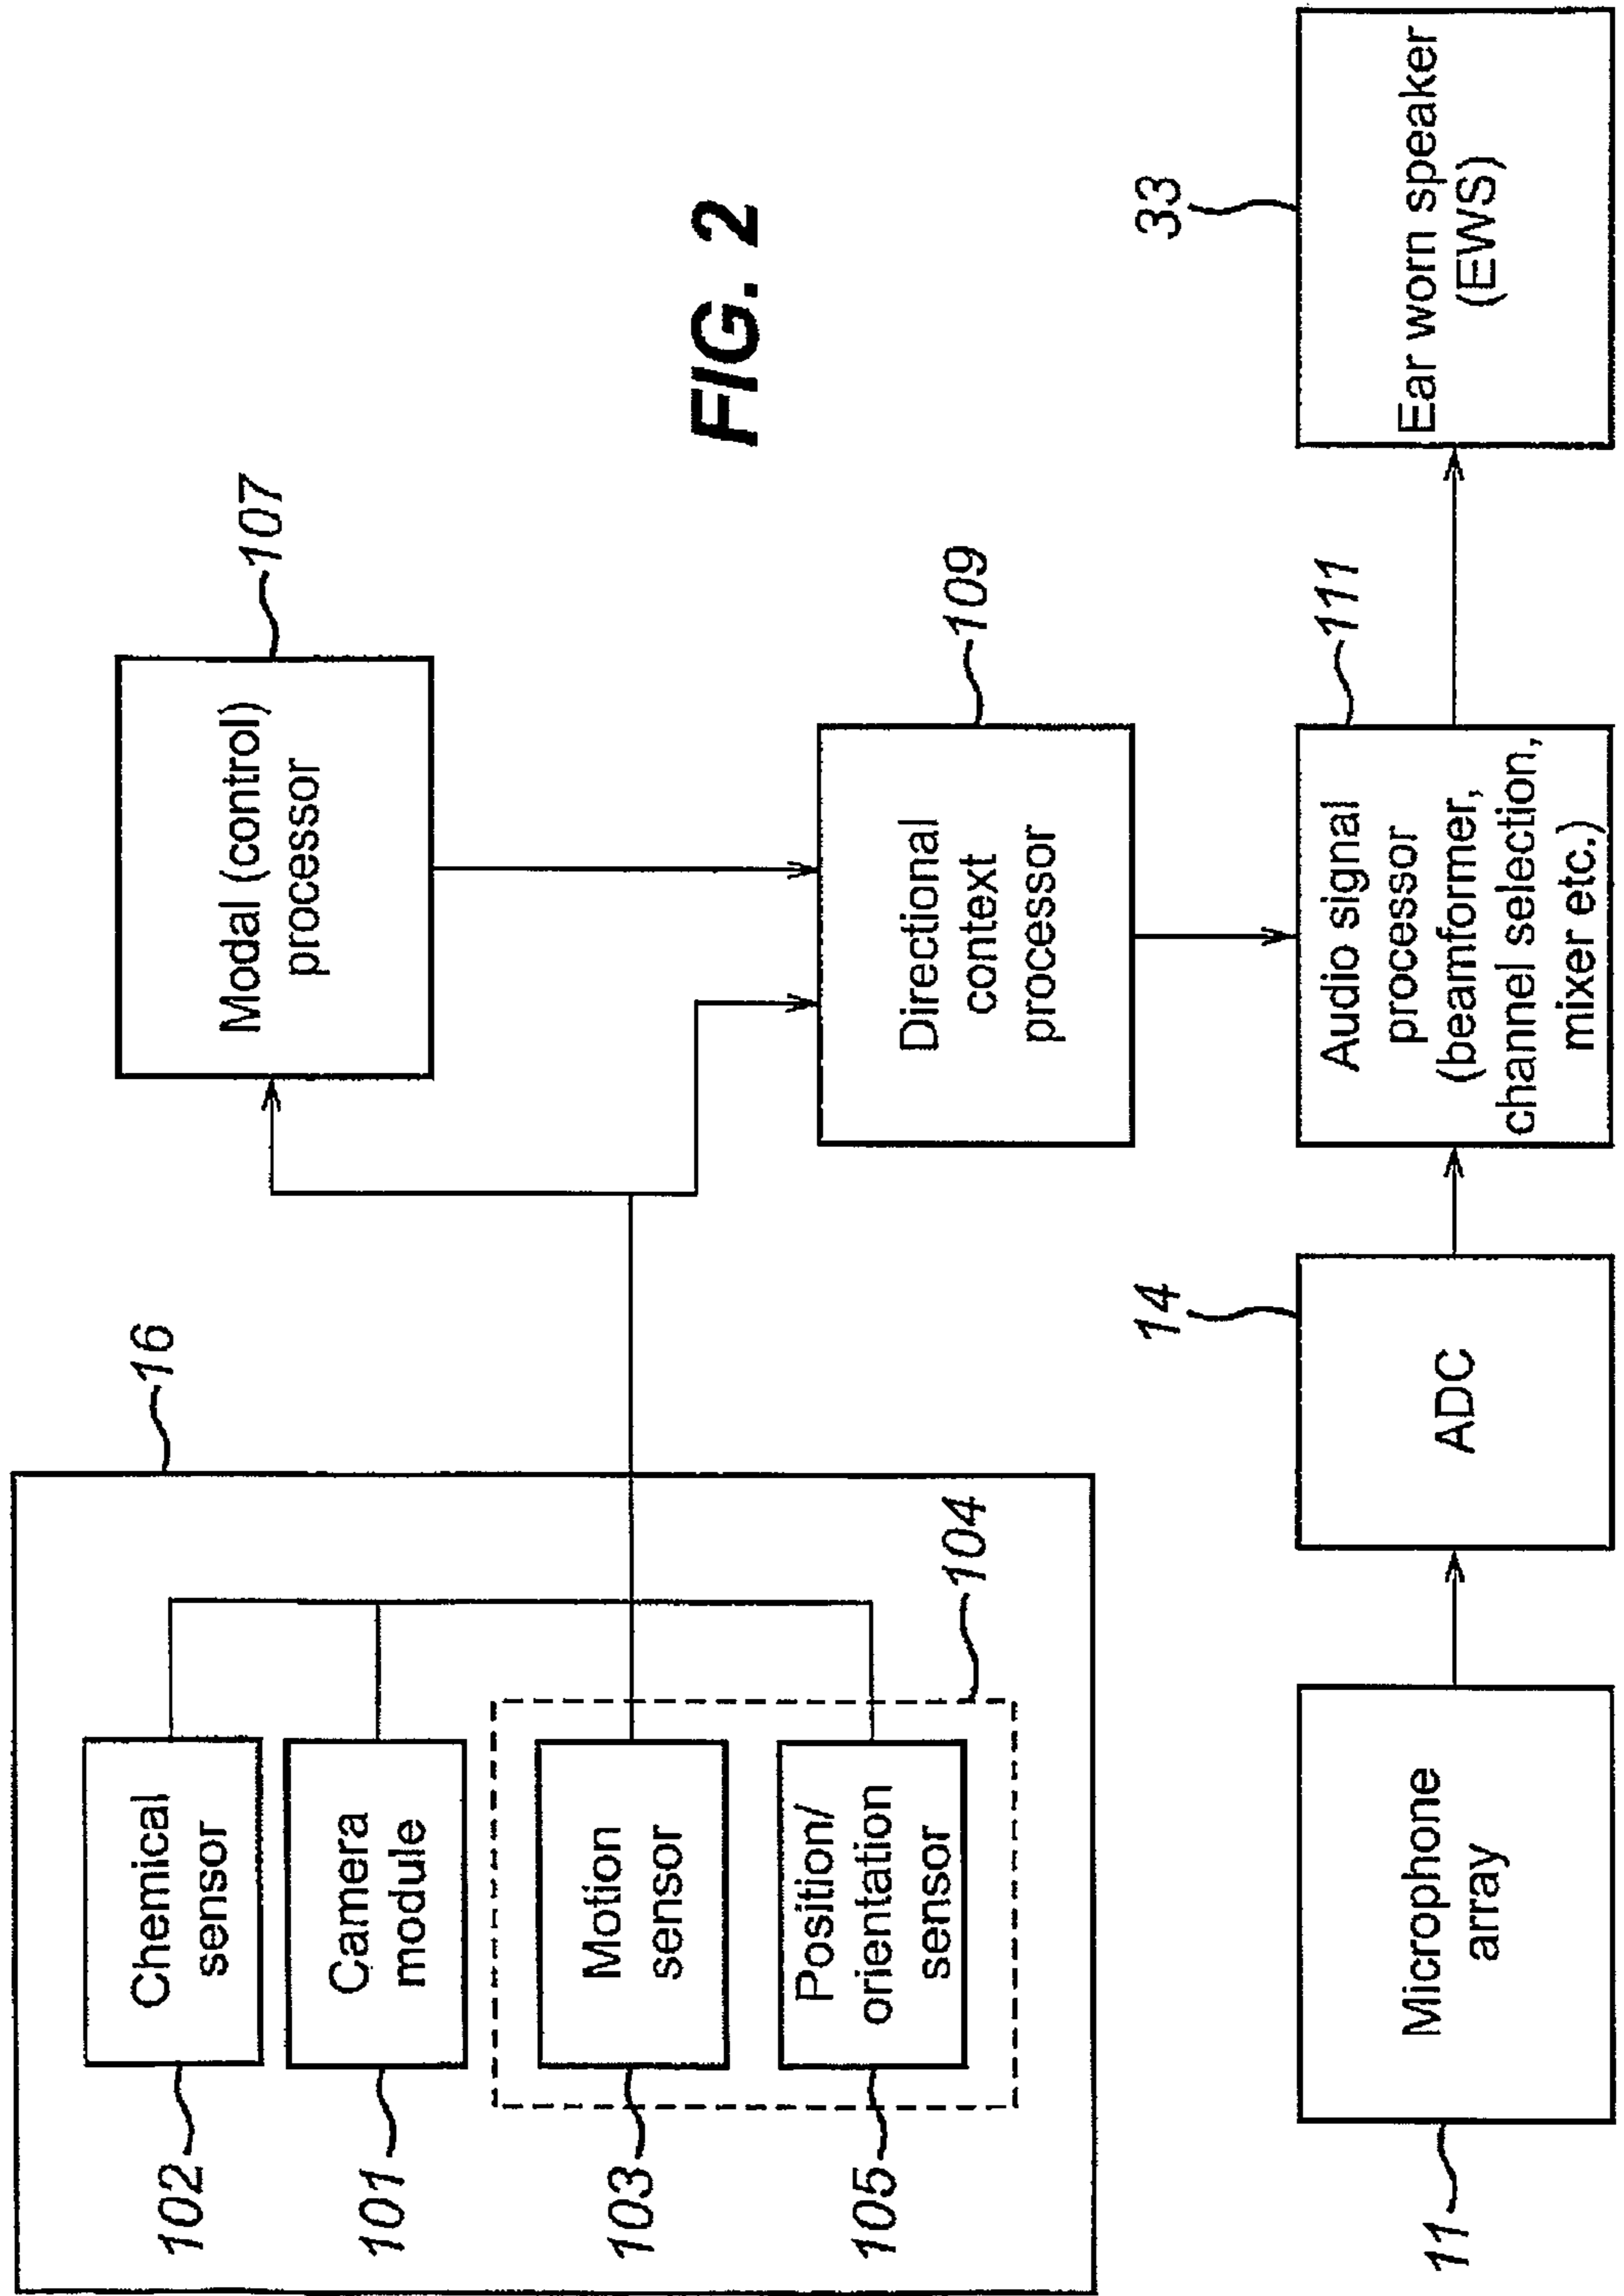 16
Chemical
sensor
102
Camera
module
101
Motion
sensor
103
Position/
orientation
sensor
105
104
Modal (control)
processor
107
FIG. 2
Directional
context
processor
109
Microphone
array
11
ADC
14
Audio signal
processor
(beamformer,
channel selection,
mixer etc.)
111
Ear worn speaker
(EWS)
33